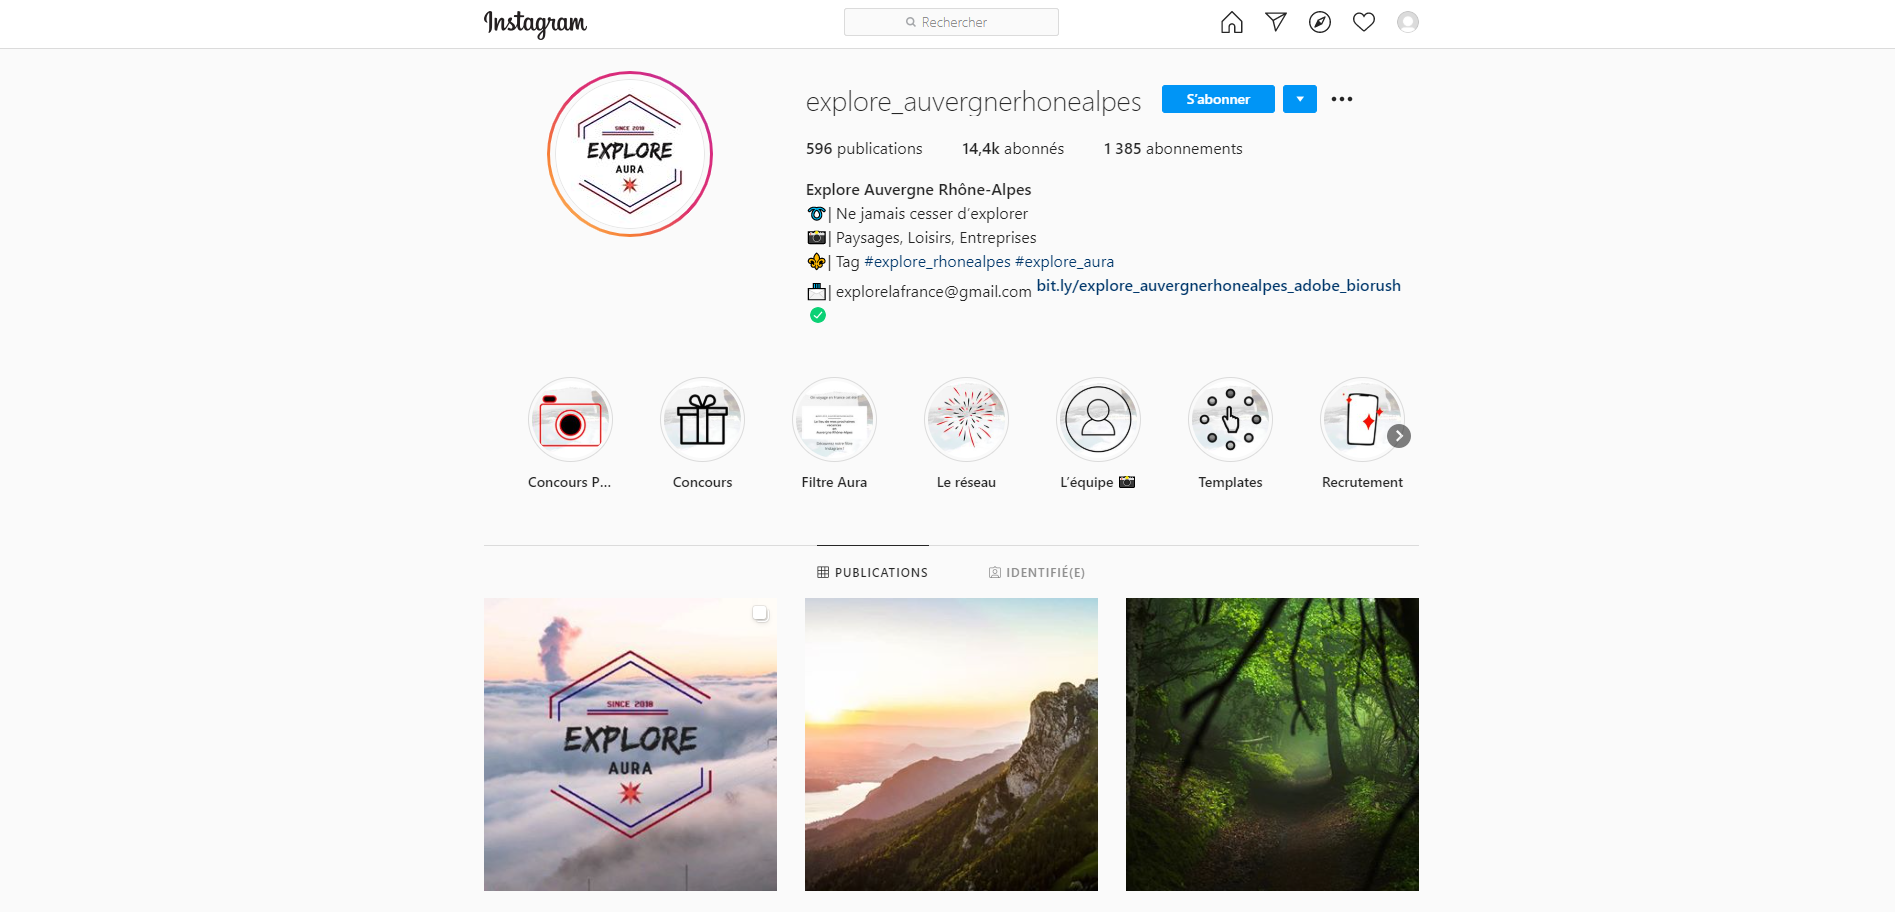 Instagram
Rechercher
SINCE 2018
EXPLORE
AURA
explore_auvergnerhonealpes
S’abonner
596 publications
14,4k abonnés
1 385 abonnements
Explore Auvergne Rhône-Alpes
➰| Ne jamais cesser d’explorer
📸| Paysages, Loisirs, Entreprises
⚜| Tag #explore_rhonealpes #explore_aura
📩| explorelafrance@gmail.com bit.ly/explore_auvergnerhonealpes_adobe_biorush
Concours P...
Concours
Filtre Aura
Le réseau
L’équipe 📸
Templates
Recrutement
PUBLICATIONS
IDENTIFIÉ(E)
SINCE 2018
EXPLORE
AURA